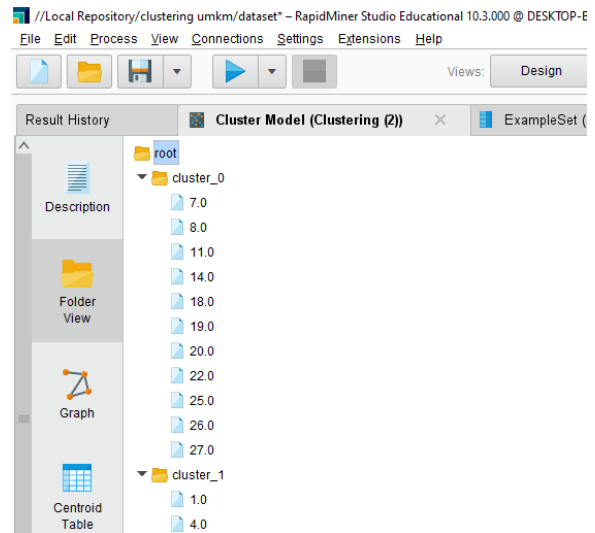 //Local Repository/clustering umkm/dataset* – RapidMiner Studio Educational 10.3.000 @ DESKTOP-
File Edit Process View Connections Settings Extensions Help
Views: Design
Result History Cluster Model (Clustering (2)) ExampleSet (
root
cluster_0
Description
7.0
8.0
11.0
14.0
Folder View
18.0
19.0
20.0
22.0
Graph
25.0
26.0
27.0
cluster_1
Centroid Table
1.0
4.0